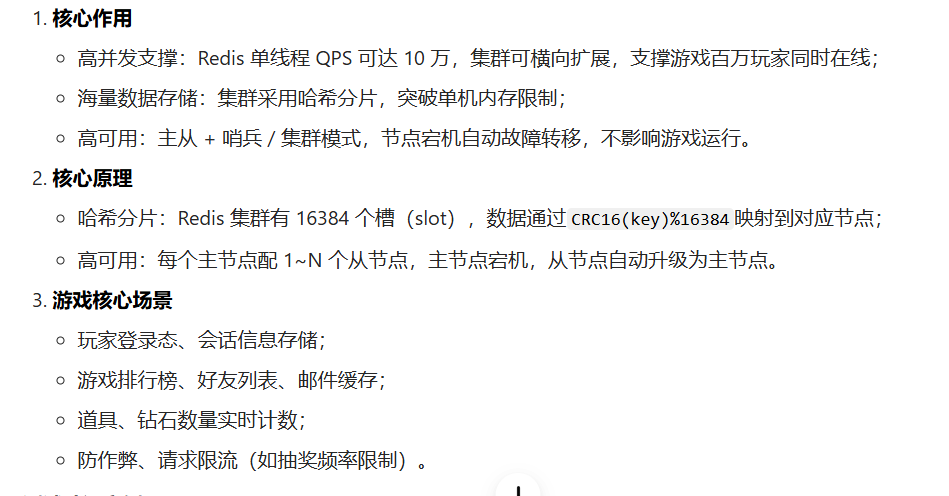 1. 核心作用
○ 高并发支撑：Redis 单线程 QPS 可达 10 万，集群可横向扩展，支撑游戏百万玩家同时在线；
○ 海量数据存储：集群采用哈希分片，突破单机内存限制；
○ 高可用：主从 + 哨兵 / 集群模式，节点宕机自动故障转移，不影响游戏运行。
2. 核心原理
○ 哈希分片：Redis 集群有 16384 个槽（slot），数据通过 CRC16(key)%16384 映射到对应节点；
○ 高可用：每个主节点配 1~N 个从节点，主节点宕机，从节点自动升级为主节点。
3. 游戏核心场景
○ 玩家登录态、会话信息存储；
○ 游戏排行榜、好友列表、邮件缓存；
○ 道具、钻石数量实时计数；
○ 防作弊、请求限流（如抽奖频率限制）。